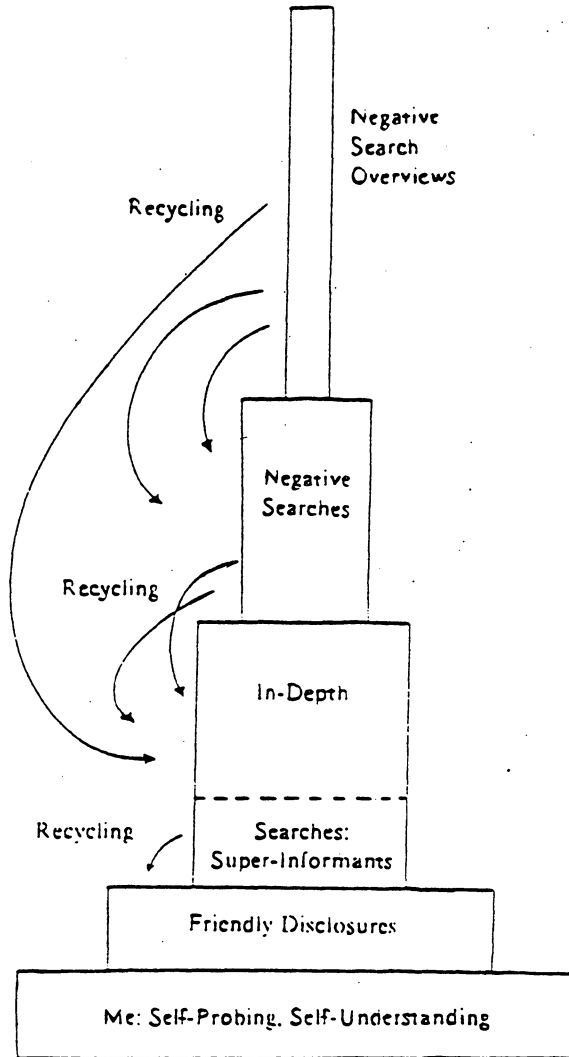 Negative
Search
Overviews
Recycling
Negative
Searches
Recycling
In-Depth
Recycling
Searches:
Super-Informants
Friendly Disclosures
Me: Self-Probing, Self-Understanding